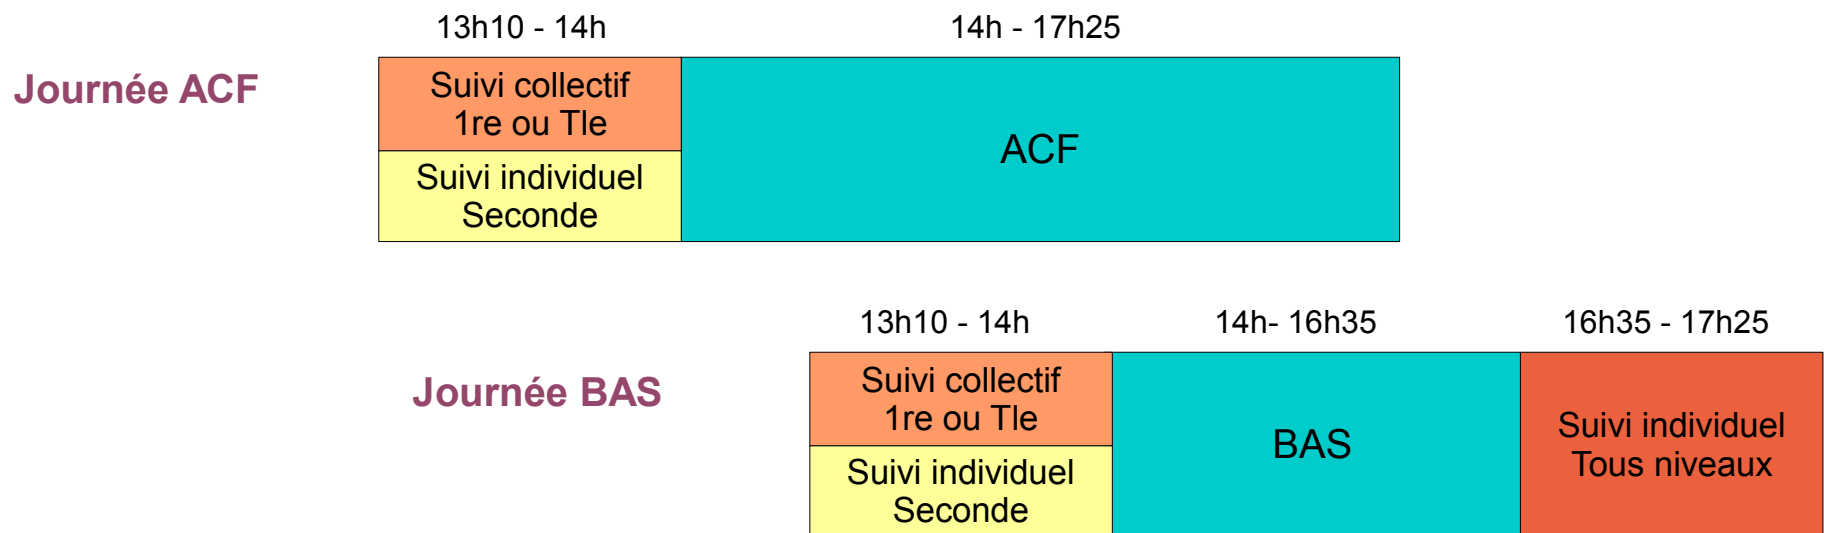 13h10 - 14h
14h - 17h25
Journée ACF
Suivi collectif
1re ou Tle
Suivi individuel
Seconde
ACF
13h10 - 14h
14h- 16h35
16h35 - 17h25
Journée BAS
Suivi collectif
1re ou Tle
Suivi individuel
Seconde
BAS
Suivi individuel
Tous niveaux